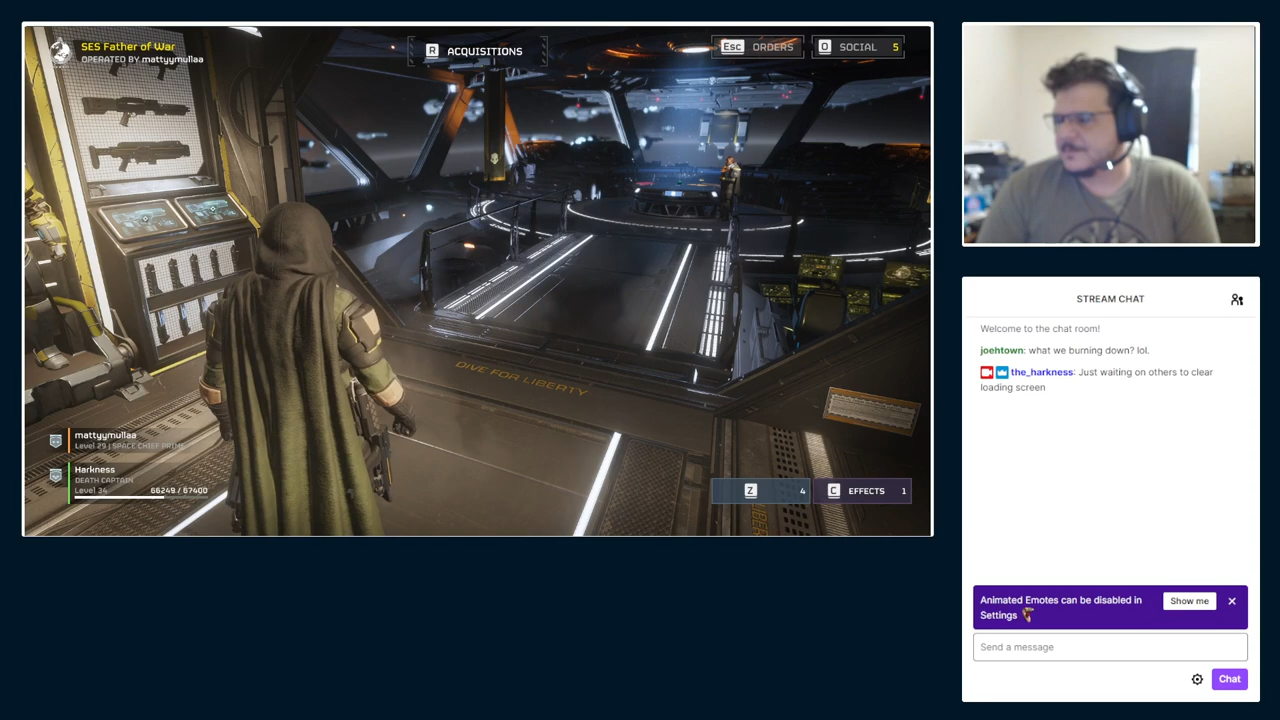 SES Father of War
OPERATED BY mattyymullaa
R ACQUISITIONS
Esc ORDERS
O SOCIAL 5
DIVE FOR LIBERTY
mattyymullaa
Level 29 | SPACE CHIEF PRIME
Harkness
DEATH CAPTAIN
Level 34 66249 / 67400
Z 4
C EFFECTS 1
STREAM CHAT
Welcome to the chat room!
joehtown: what we burning down? lol.
the_harkness: Just waiting on others to clear
loading screen
Animated Emotes can be disabled in
Settings
Show me
Send a message
Chat